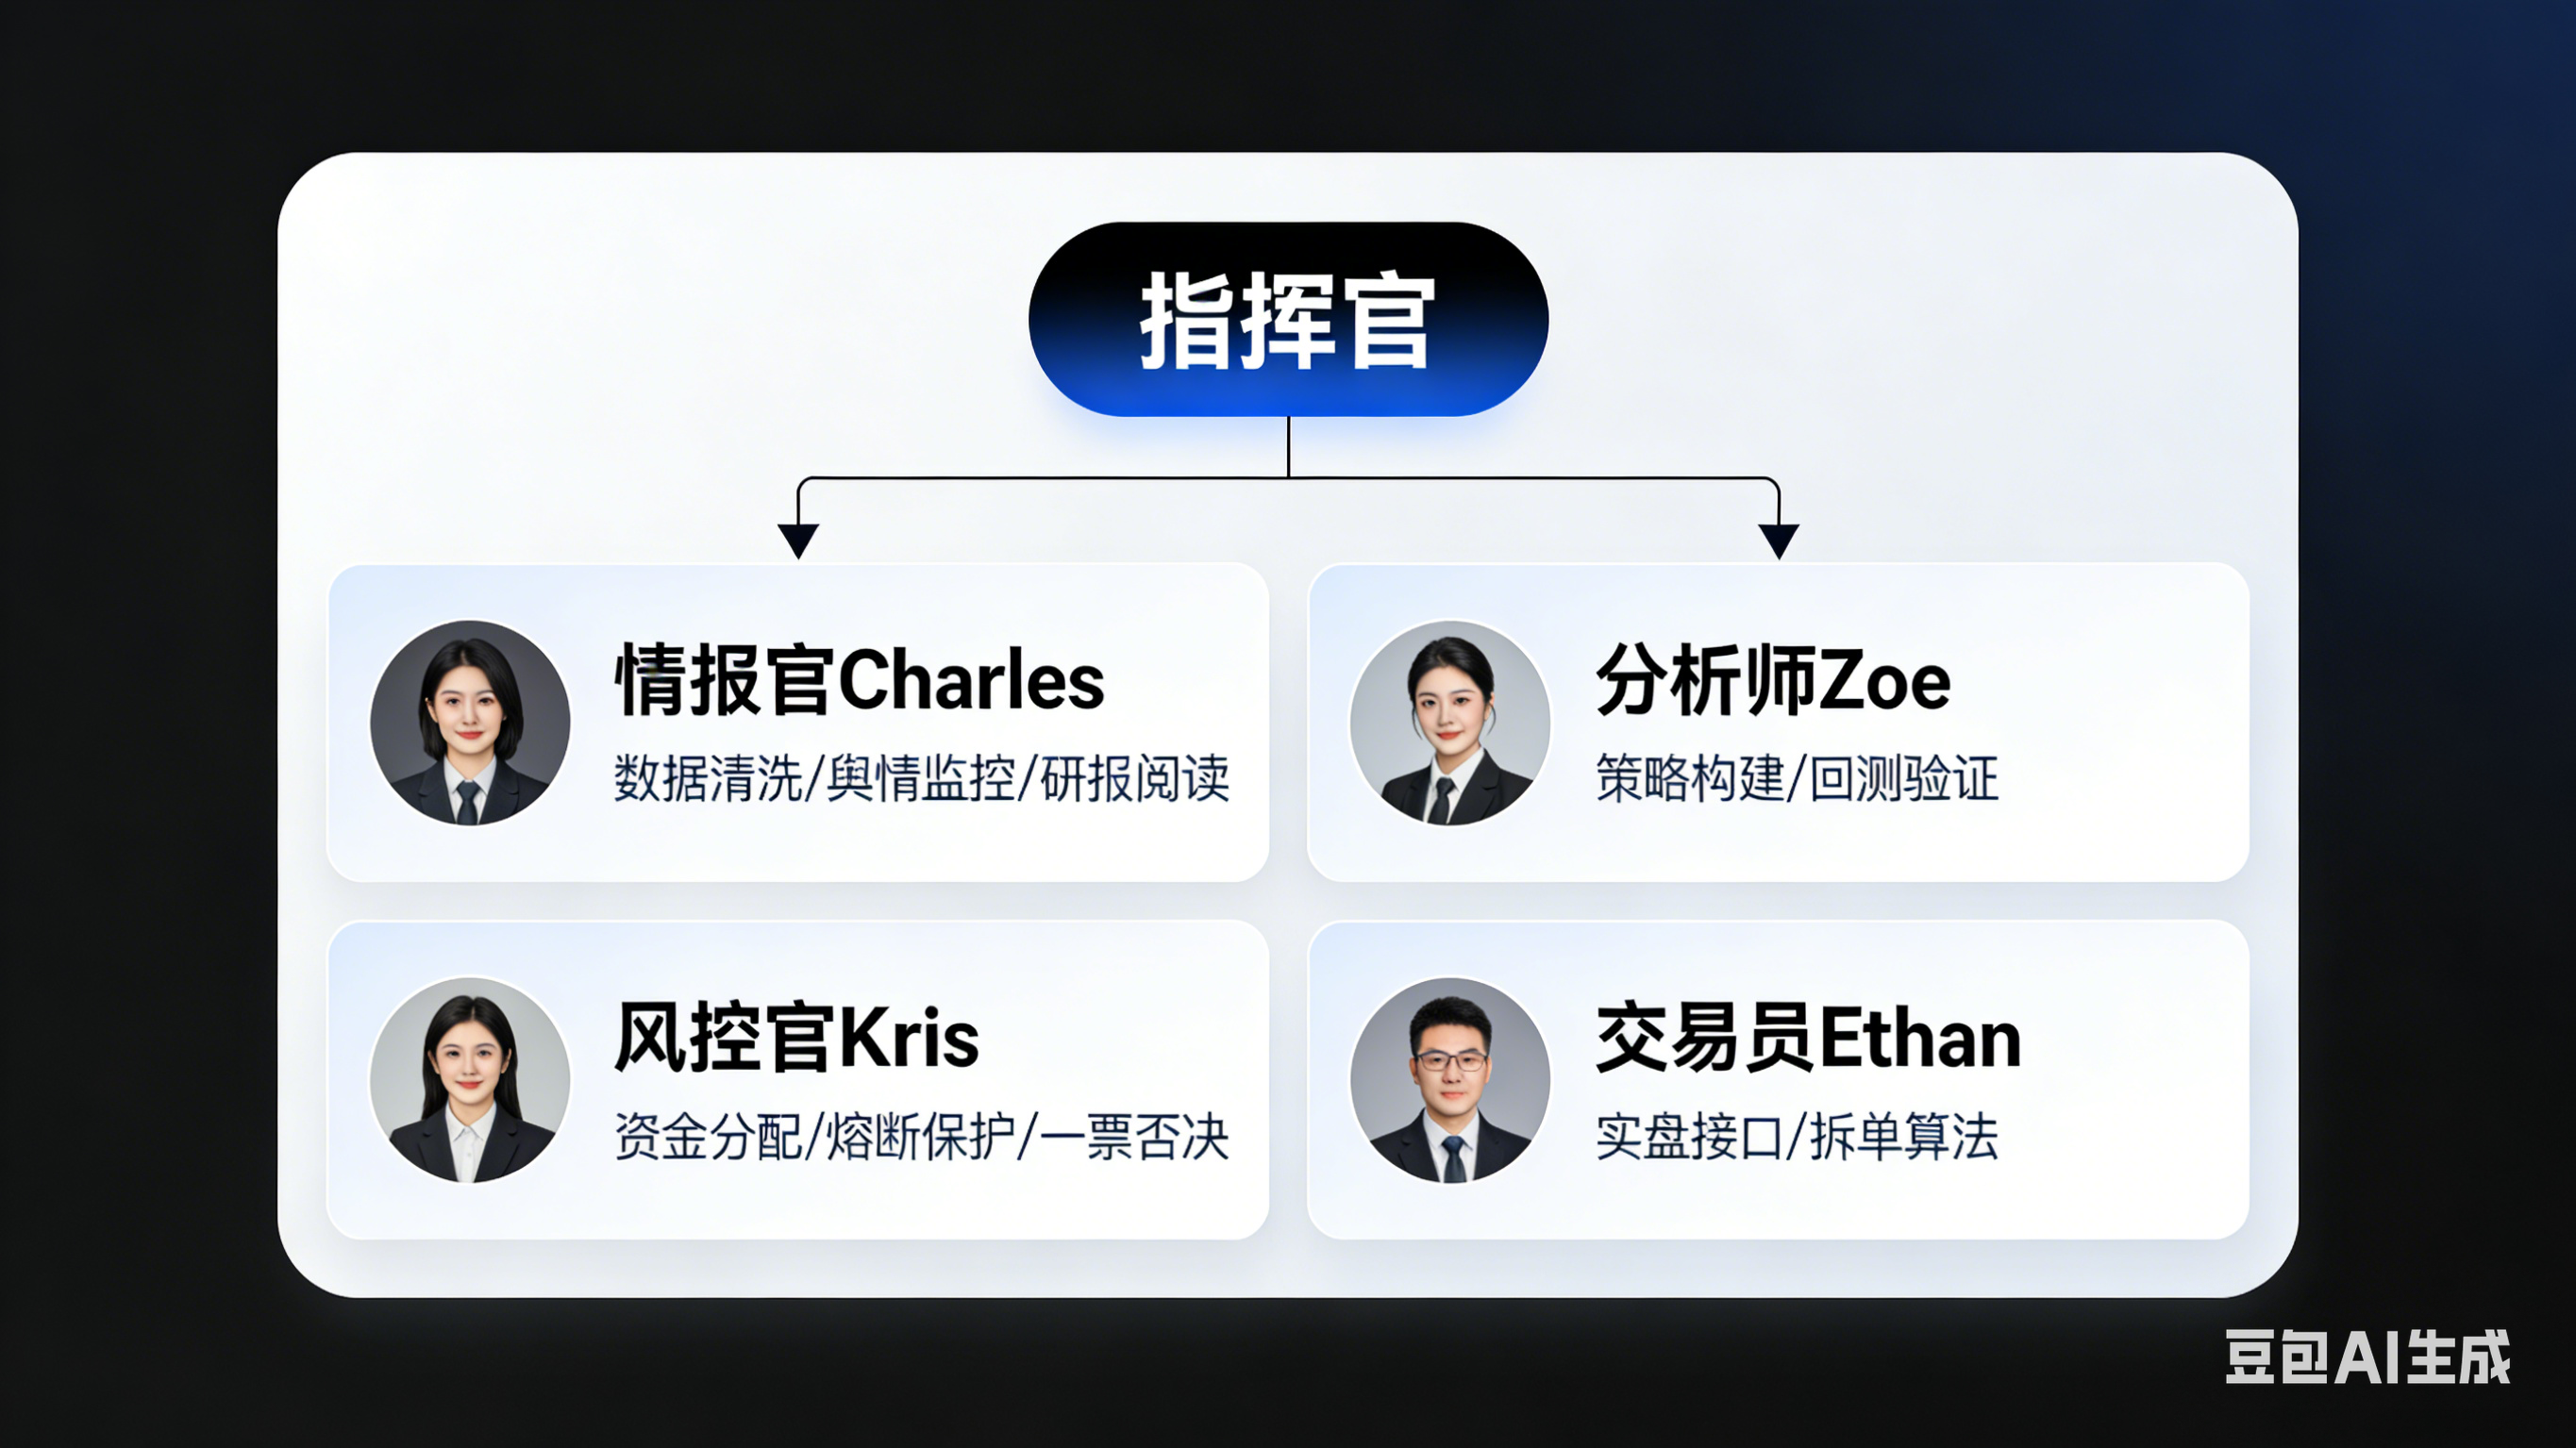 指挥官
情报官Charles
数据清洗/舆情监控/研报阅读
分析师Zoe
策略构建/回测验证
风控官Kris
资金分配/熔断保护/一票否决
交易员Ethan
实盘接口/拆单算法
豆包AI生成